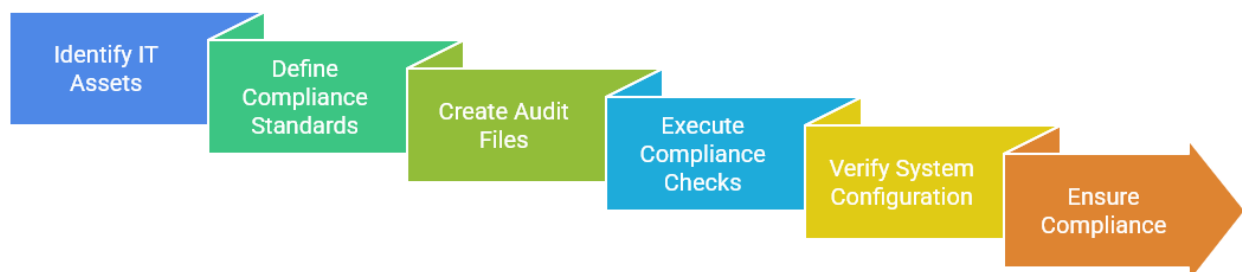 Identify IT
Assets
Define
Compliance
Standards
Create Audit
Files
Execute
Compliance
Checks
Verify System
Configuration
Ensure
Compliance